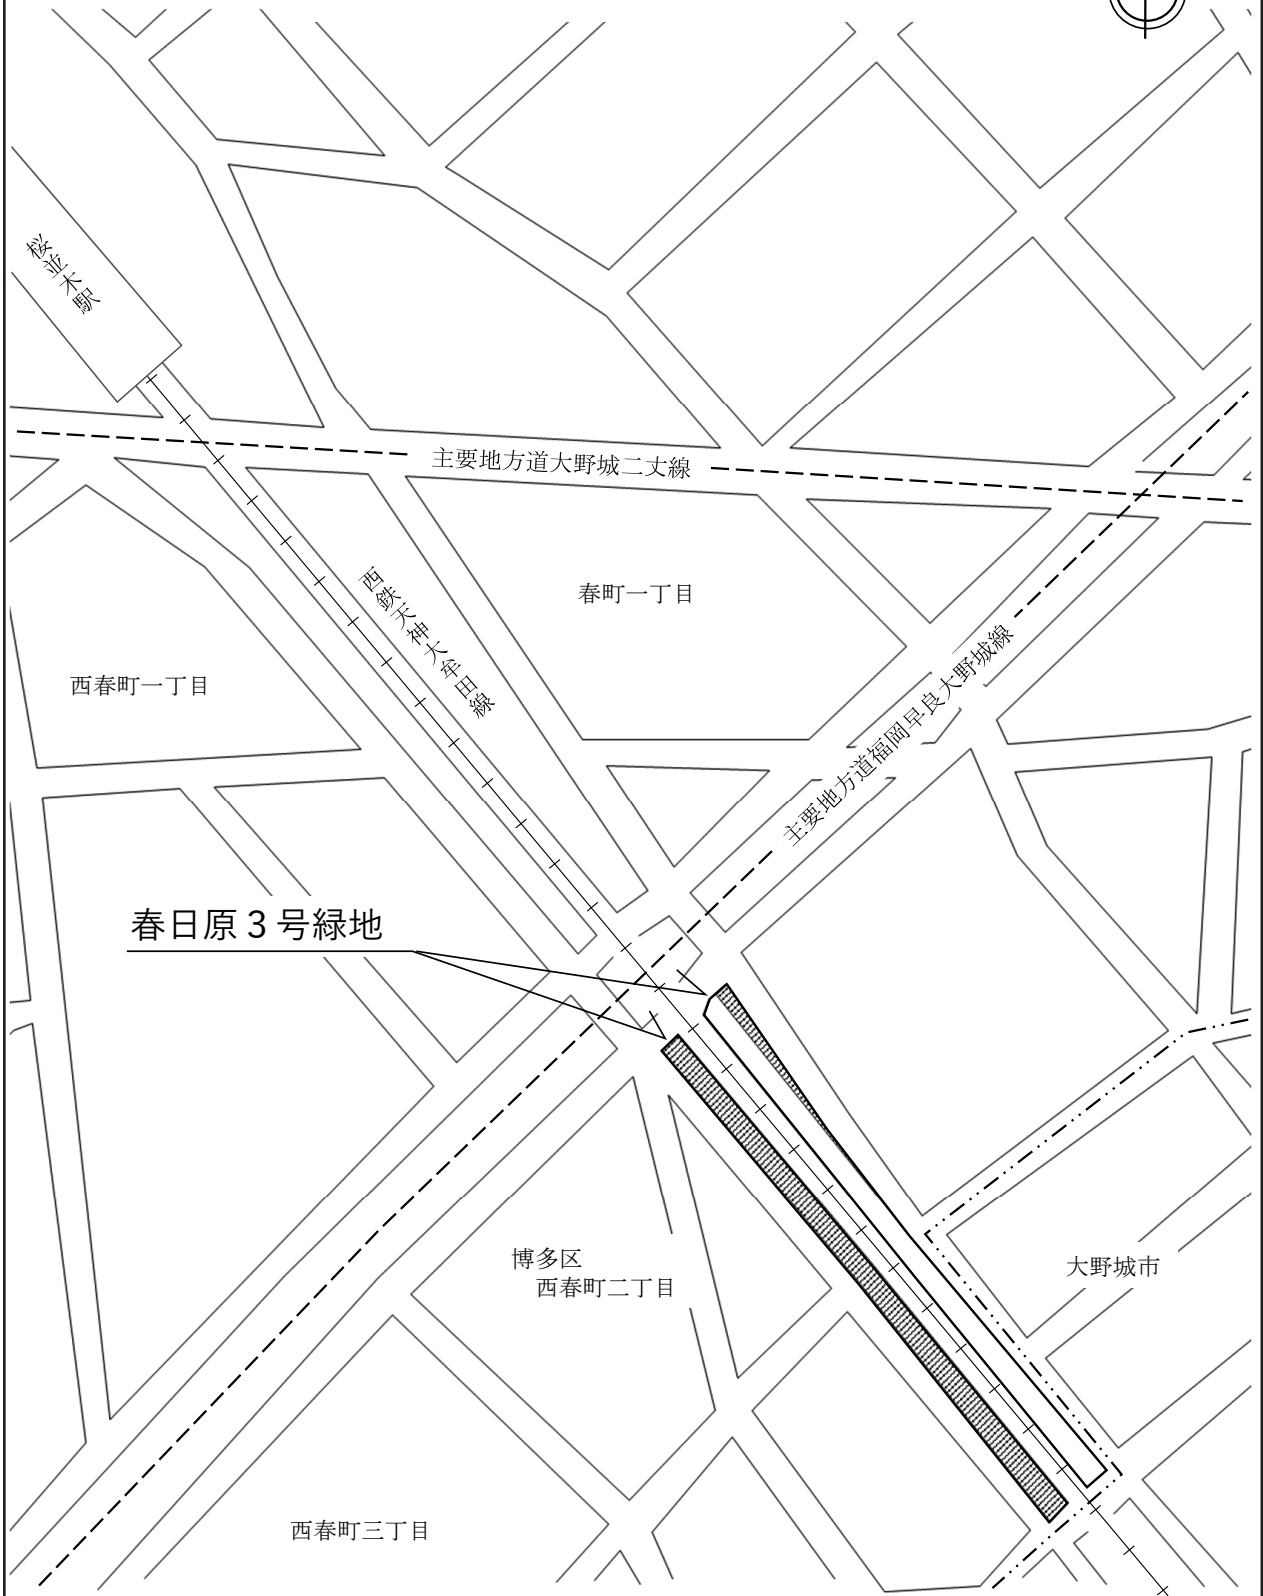 桜並木駅
主要地方道大野城二丈線
西鉄天神大牟田線
春町一丁目
西春町一丁目
主要地方道福岡早良大野城線
春日原３号緑地
博多区
西春町二丁目
大野城市
西春町三丁目